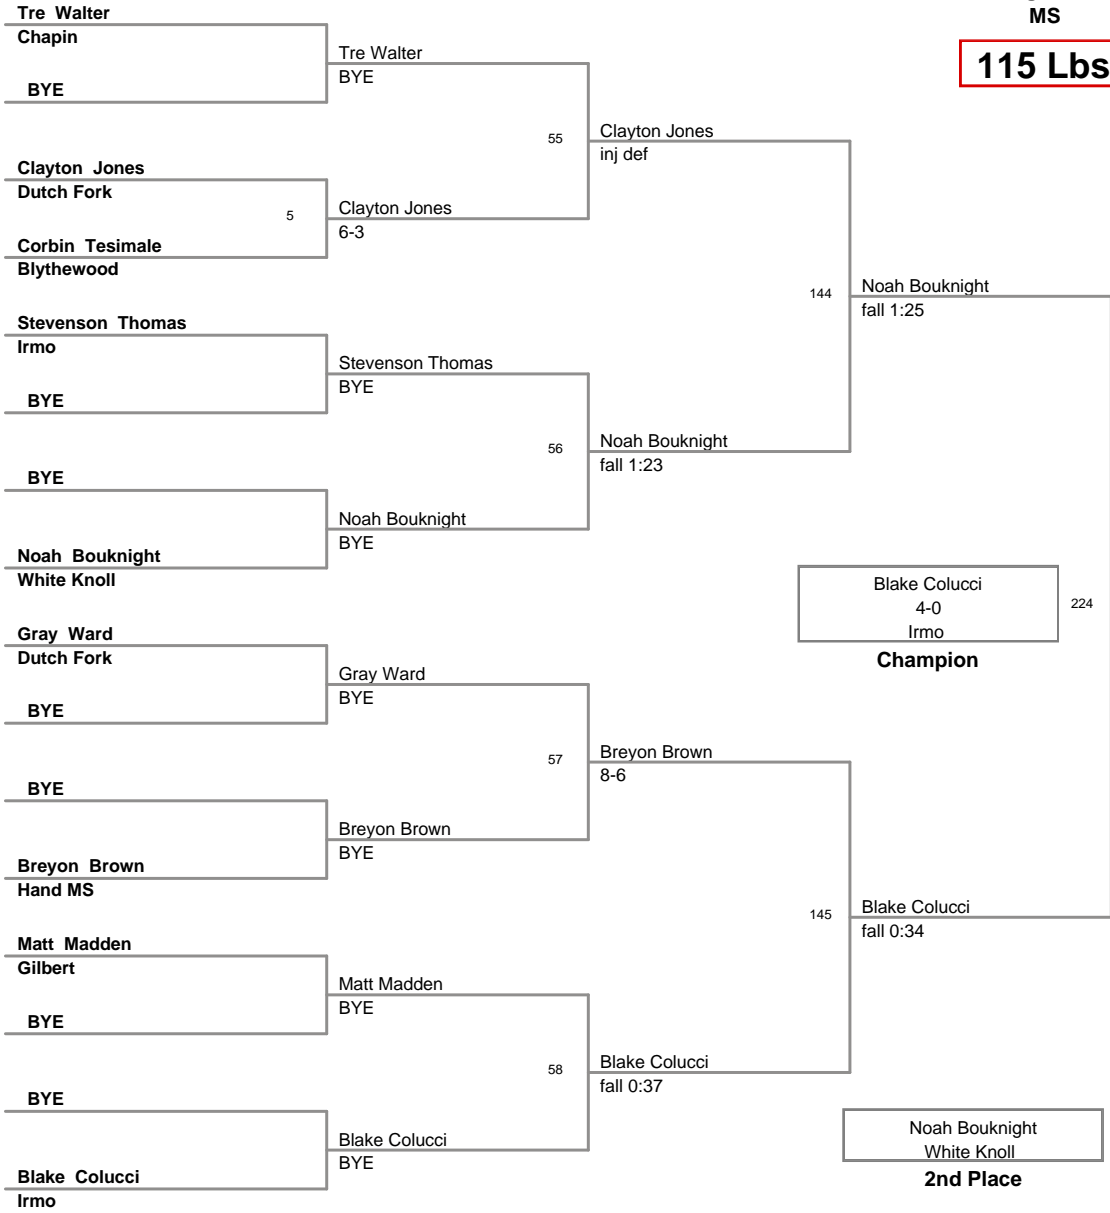 MS
115 Lbs
Tre Walter
Chapin
BYE
Clayton Jones
Dutch Fork
5
Corbin Tesimale
Blythewood
Stevenson Thomas
Irmo
BYE
BYE
Noah Bouknight
White Knoll
Gray Ward
Dutch Fork
BYE
BYE
Breyon Brown
Hand MS
Matt Madden
Gilbert
BYE
BYE
Blake Colucci
Irmo
Tre Walter
BYE
55
Clayton Jones
6-3
Stevenson Thomas
BYE
56
Noah Bouknight
BYE
Gray Ward
BYE
57
Breyon Brown
BYE
Matt Madden
BYE
58
Blake Colucci
BYE
Clayton Jones
inj def
144
Noah Bouknight
fall 1:23
Breyon Brown
8-6
145
Blake Colucci
fall 0:37
Noah Bouknight
fall 1:25
Blake Colucci
4-0
Irmo
224
Champion
Blake Colucci
fall 0:34
Noah Bouknight
White Knoll
2nd Place